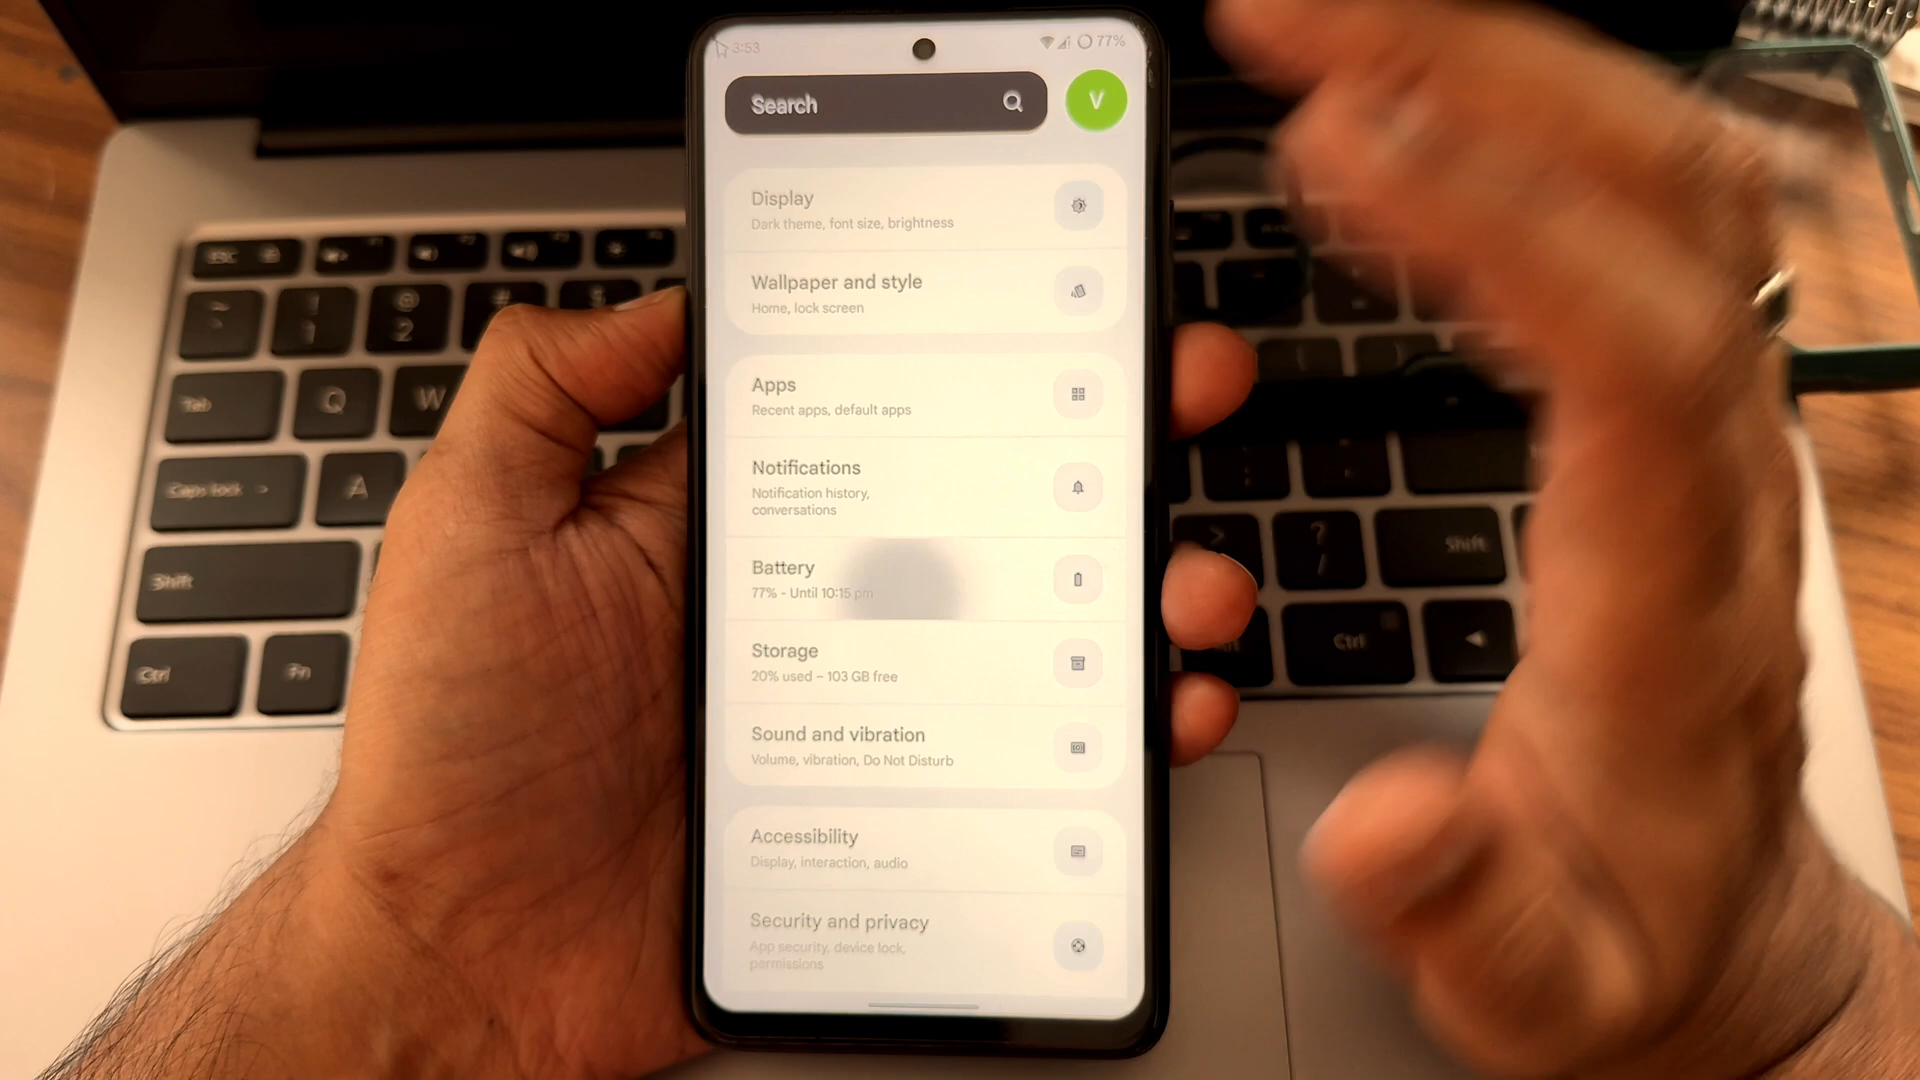 3:53
77%
Search
V
Display
Dark theme, font size, brightness
Wallpaper and style
Home, lock screen
Apps
Recent apps, default apps
Notifications
Notification history,
conversations
Battery
77% - Until 10:15 pm
Storage
20% used – 103 GB free
Sound and vibration
Volume, vibration, Do Not Disturb
Accessibility
Display, interaction, audio
Security and privacy
App security, device lock,
permissions
ESC
~ ! 1 @ 2 # $
Tab Q W
Caps lock A
Shift
Ctrl Fn
> ? / Shift
Ctrl